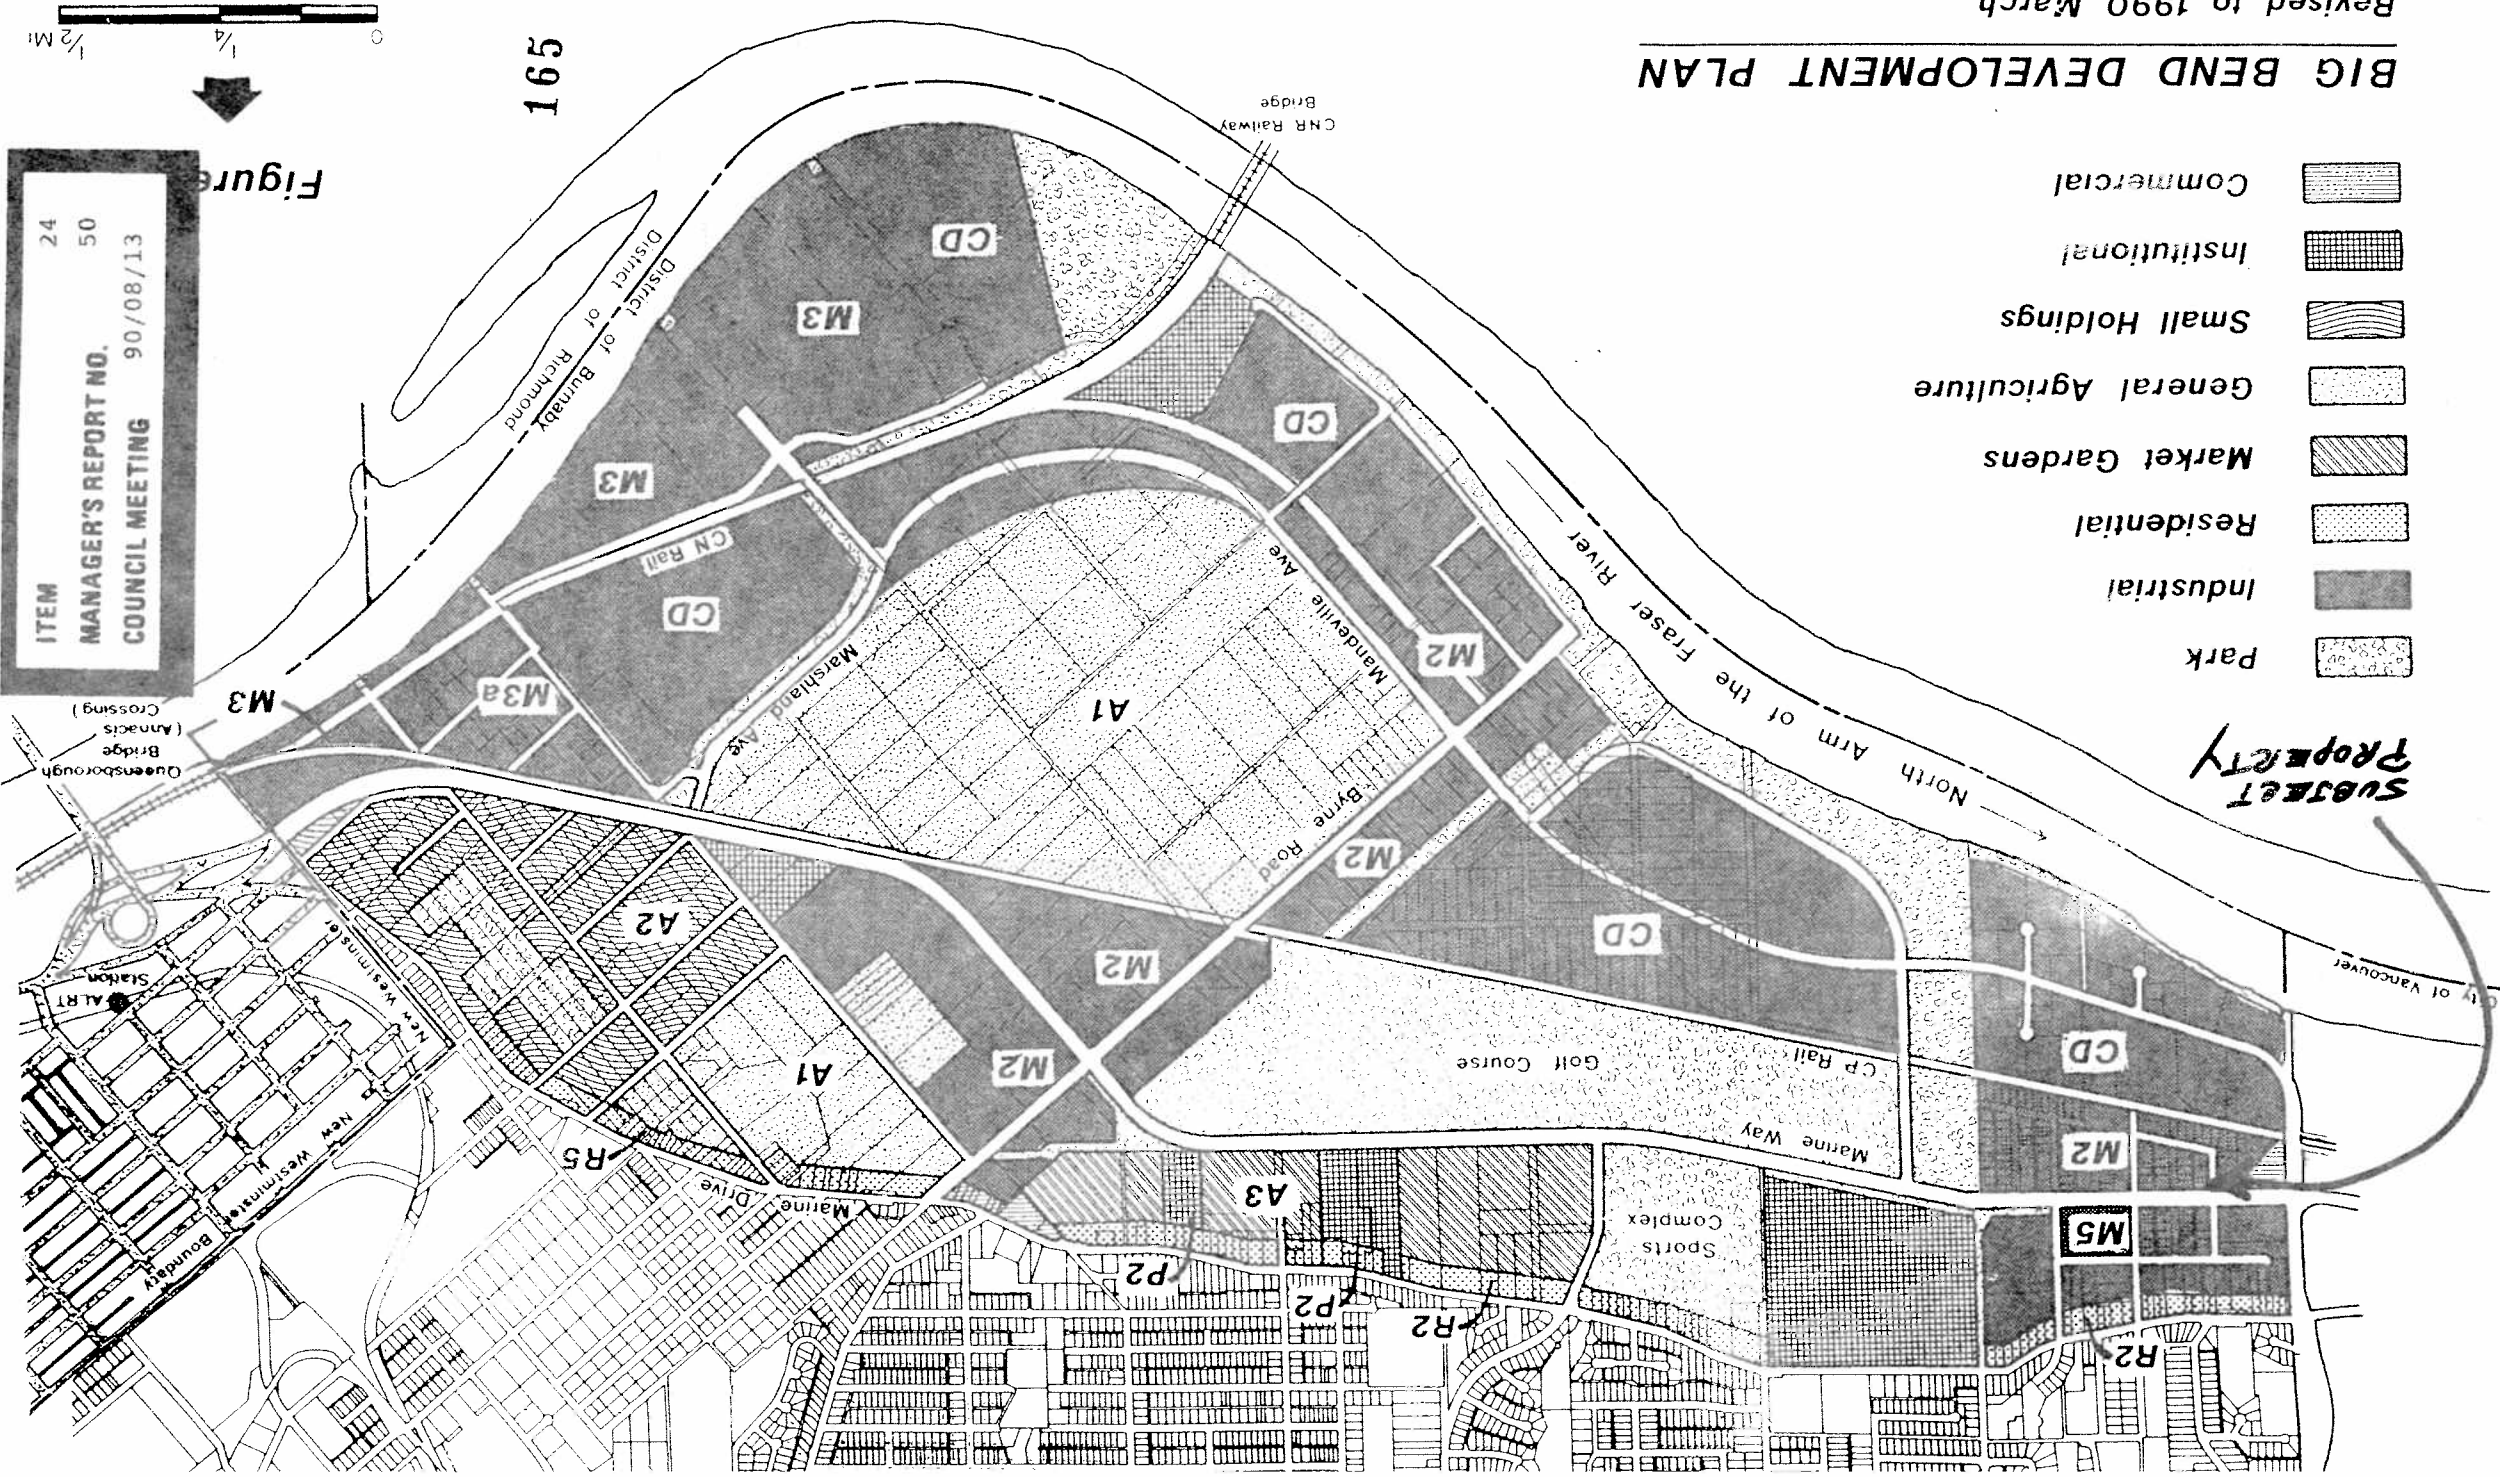 BIG BEND DEVELOPMENT PLAN
Revised to 1990 March
Park
Industrial
Residential
Market Gardens
General Agriculture
Small Holdings
Institutional
Commercial
SUBJECT
PROPERTY
R2
R2
P2
P2
M5
Sports
Complex
A3
Marine Drive
R5
Boundary
New Westminster
New Westminster
M2
Marine Way
CP Rail
Golf Course
M2
A1
ALRT
Station
CD
City of Vancouver
CD
M2
A2
M2
Byrne Road
North Arm of the Fraser River
Queensborough
Bridge
( Annacis
Crossing )
A1
Marshland Ave
M3
M3a
M2
Mandeville Ave
CD
CN Rail
M3
CD
M3
CD
District of Burnaby
District of Richmond
CNR Railway
Bridge
Figure
0 1/4 1/2 Mi
165
ITEM 24
MANAGER'S REPORT NO. 50
COUNCIL MEETING 90/08/13